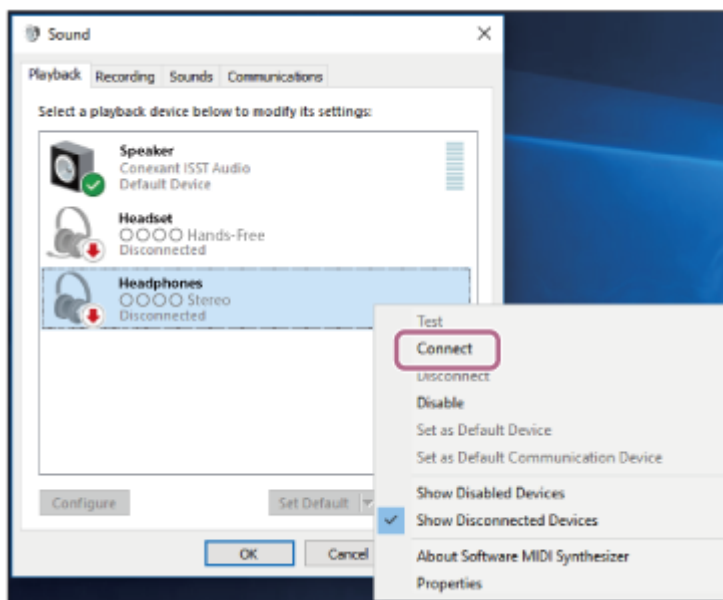 Sound
Playback Recording Sounds Communications
Select a playback device below to modify its settings:
Speaker
Conexant ISST Audio
Default Device
Headset
○○○○ Hands-Free
Disconnected
Headphones
○○○○ Stereo
Disconnected
Test
Connect
Disconnect
Disable
Set as Default Device
Set as Default Communication Device
Show Disabled Devices
Show Disconnected Devices
About Software MIDI Synthesizer
Properties
Configure Set Default
OK Cancel